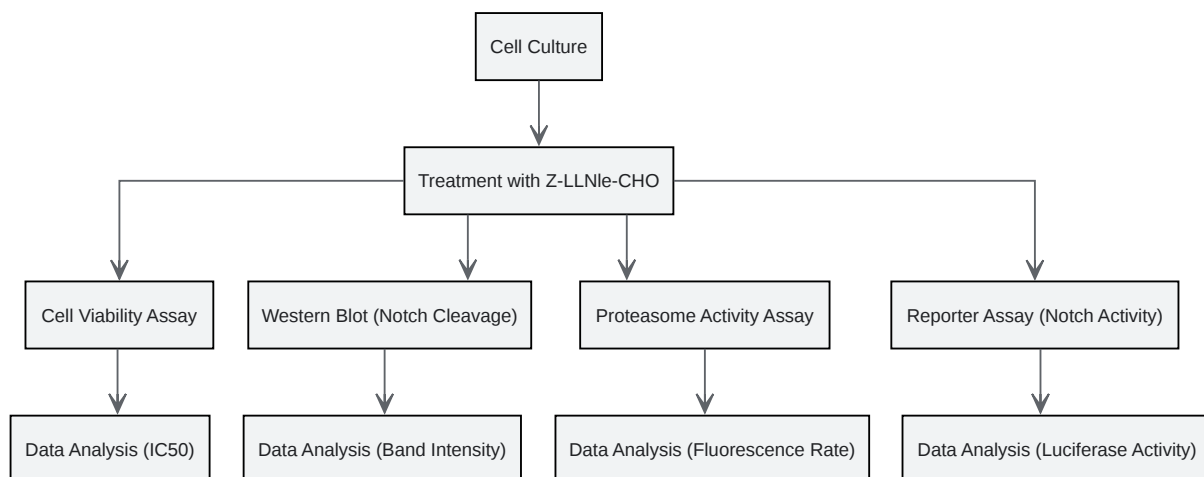 Cell Culture
Treatment with Z-LLNle-CHO
Cell Viability Assay
Western Blot (Notch Cleavage)
Proteasome Activity Assay
Reporter Assay (Notch Activity)
Data Analysis (IC50)
Data Analysis (Band Intensity)
Data Analysis (Fluorescence Rate)
Data Analysis (Luciferase Activity)